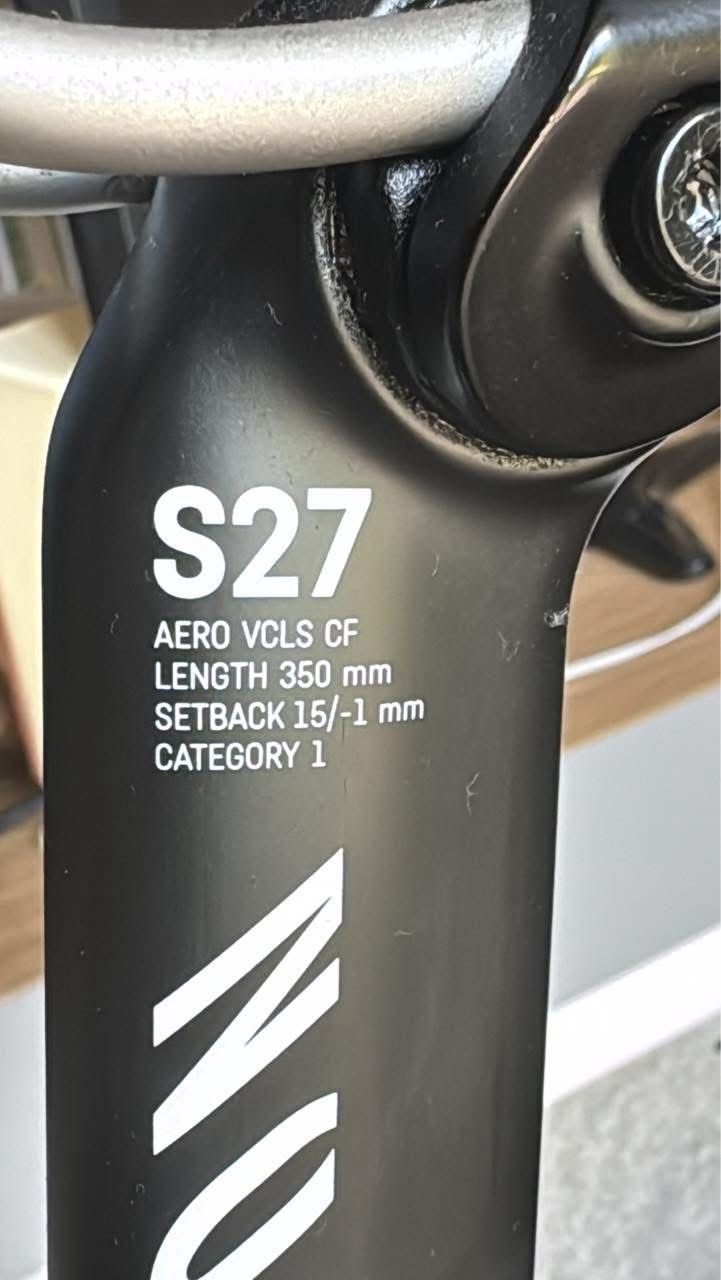 S27
AERO VCLS CF
LENGTH 350 mm
SETBACK 15/-1 mm
CATEGORY 1